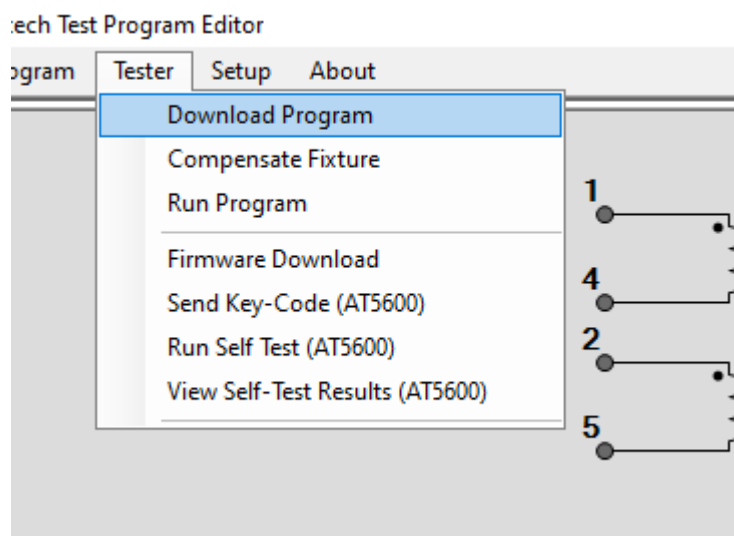 tech Test Program Editor
ogram Tester Setup About
Download Program
Compensate Fixture
Run Program
Firmware Download
Send Key-Code (AT5600)
Run Self Test (AT5600)
View Self-Test Results (AT5600)
1
4
2
5